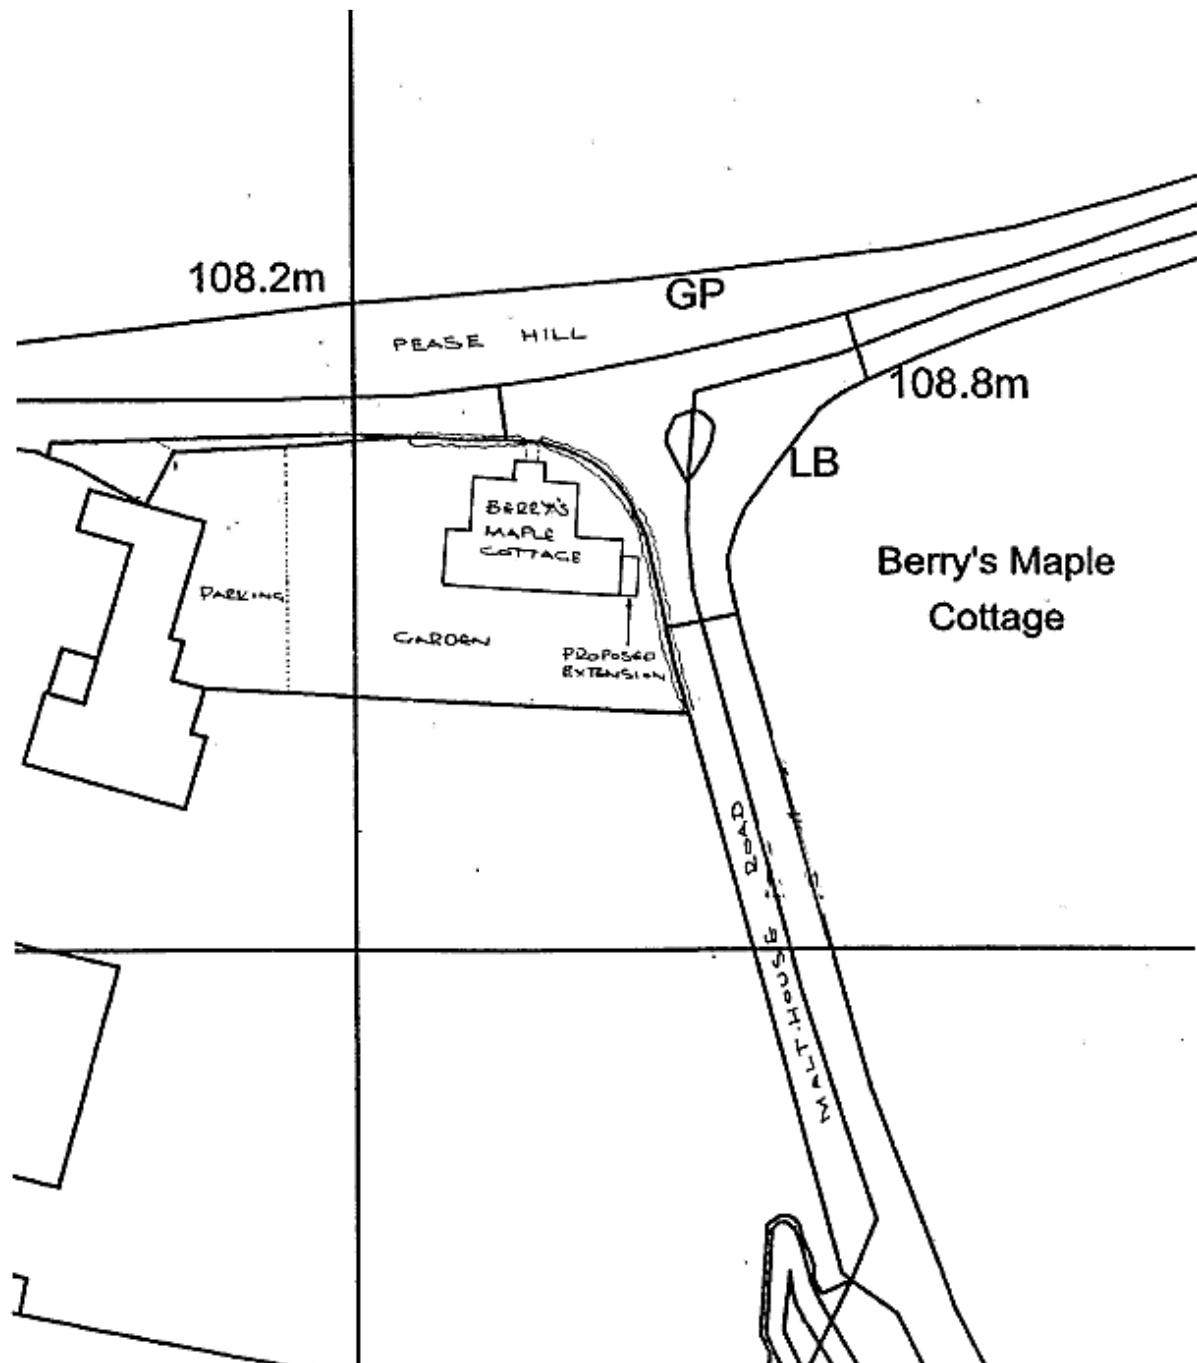 108.2m
GP
PEASE HILL
108.8m
LB
BERRY'S
MAPLE
COTTAGE
Berry's Maple
Cottage
PARKING
GARDEN
PROPOSED
EXTENSION
MALT-HOUSE ROAD